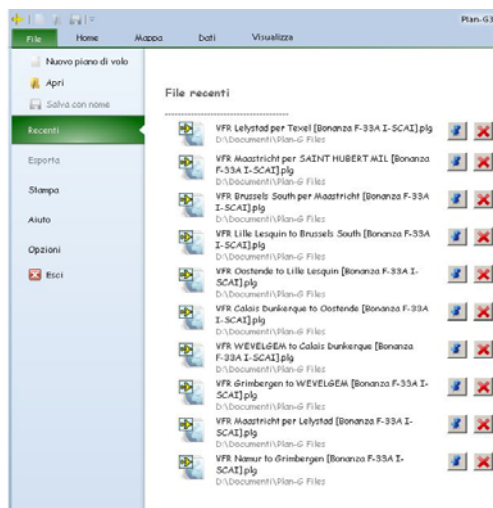 Plan-G3
File
Home
Mappa
Dati
Visualizza
Nuovo piano di volo
Apri
Salva con nome
Recenti
Esporta
Stampa
Aiuto
Opzioni
Esci
File recenti
VFR Lelystad per Texel [Bonanza F-33A I-SCAI].plg
D:\Documenti\Plan-G Files
VFR Maastricht per SAINT HUBERT MIL [Bonanza
F-33A I-SCAI].plg
D:\Documenti\Plan-G Files
VFR Brussels South per Maastricht [Bonanza F-33A
I-SCAI].plg
D:\Documenti\Plan-G Files
VFR Lille Lesquin to Brussels South [Bonanza F-33A
I-SCAI].plg
D:\Documenti\Plan-G Files
VFR Oostende to Lille Lesquin [Bonanza F-33A I-
SCAI].plg
D:\Documenti\Plan-G Files
VFR Calais Dunkerque to Oostende [Bonanza F-33A
I-SCAI].plg
D:\Documenti\Plan-G Files
VFR WEVELGEM to Calais Dunkerque [Bonanza
F-33A I-SCAI].plg
D:\Documenti\Plan-G Files
VFR Grimbergen to WEVELGEM [Bonanza F-33A I-
SCAI].plg
D:\Documenti\Plan-G Files
VFR Maastricht per Lelystad [Bonanza F-33A I-
SCAI].plg
D:\Documenti\Plan-G Files
VFR Namur to Grimbergen [Bonanza F-33A I-
SCAI].plg
D:\Documenti\Plan-G Files